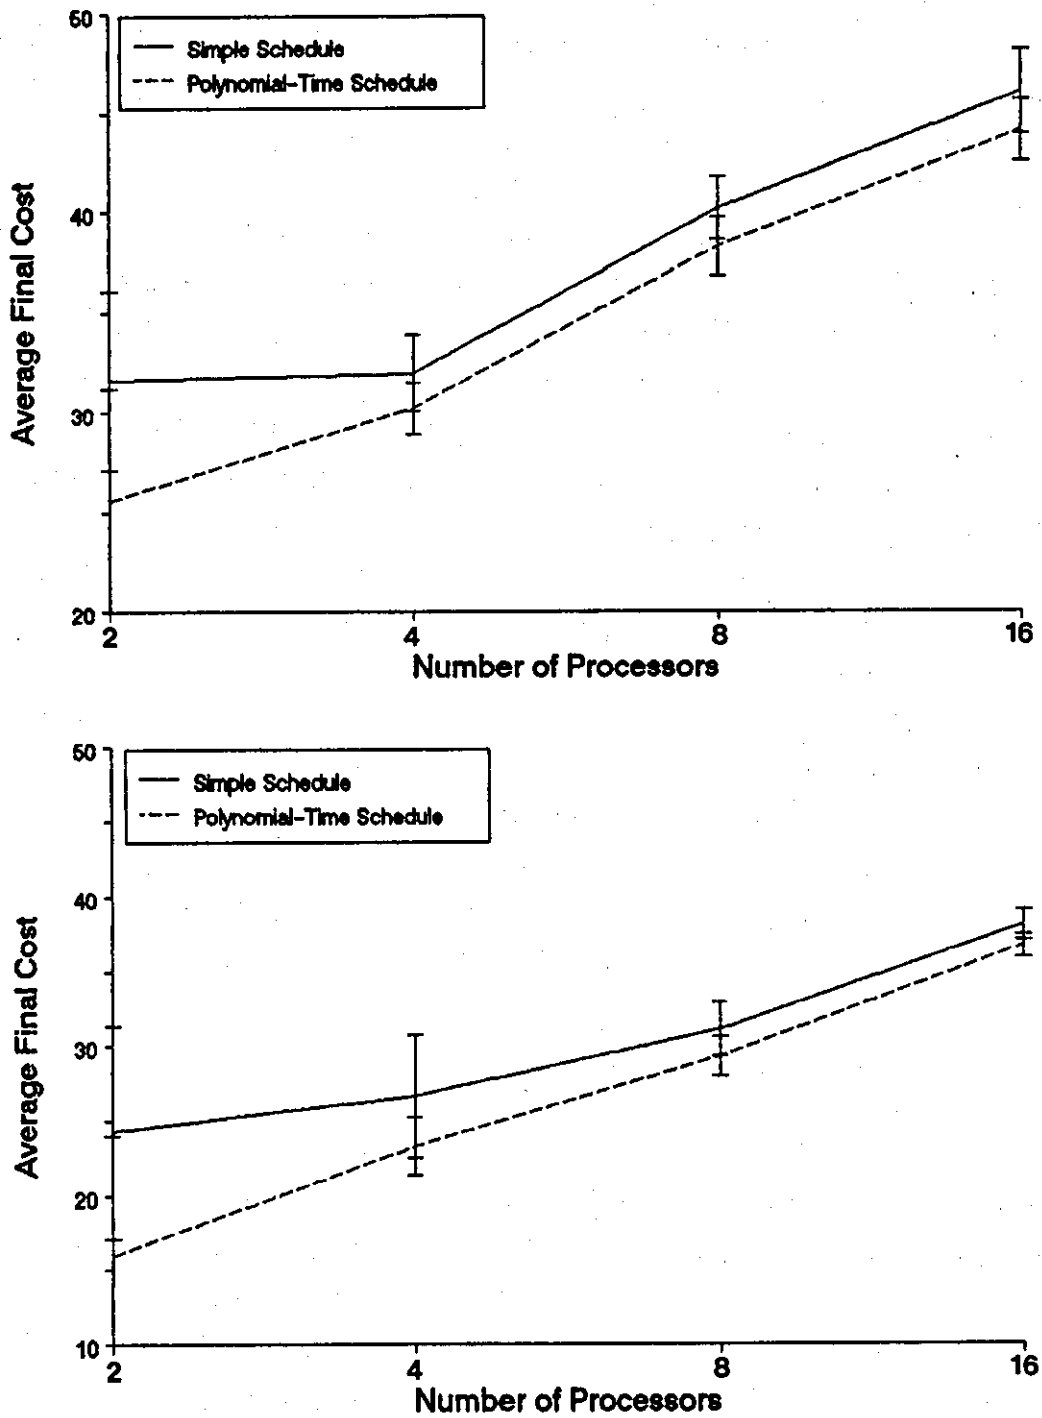 50
Simple Schedule
Polynomial-Time Schedule
40
30
20
Average Final Cost
2 4 8 16
Number of Processors
50
Simple Schedule
Polynomial-Time Schedule
40
30
20
10
Average Final Cost
2 4 8 16
Number of Processors